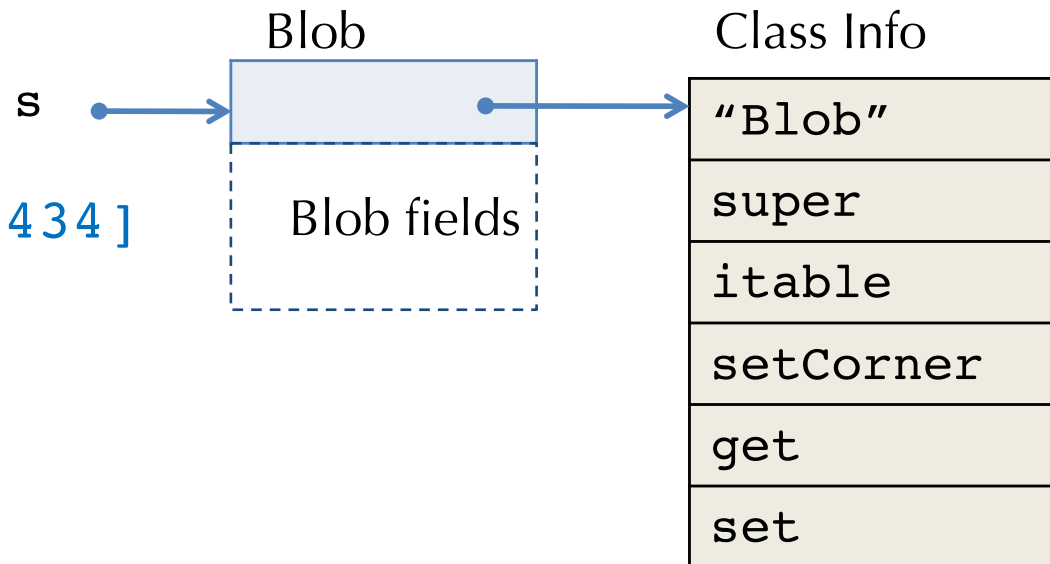 Blob
Class Info
s
434]
Blob fields
“Blob”
super
itable
setCorner
get
set